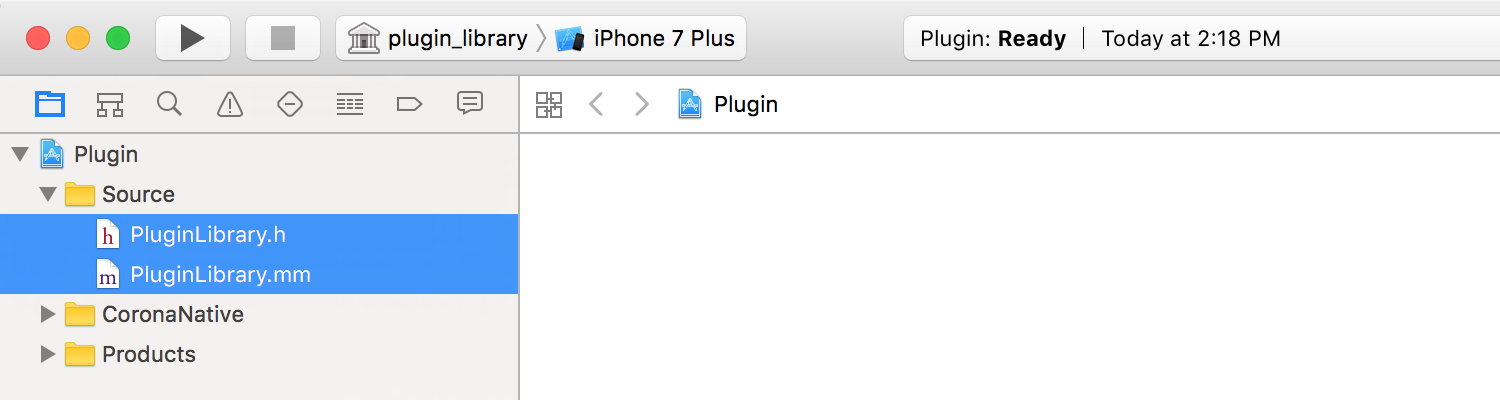 plugin_library iPhone 7 Plus Plugin: Ready Today at 2:18 PM
Plugin
Plugin
Source
h PluginLibrary.h
m PluginLibrary.mm
CoronaNative
Products